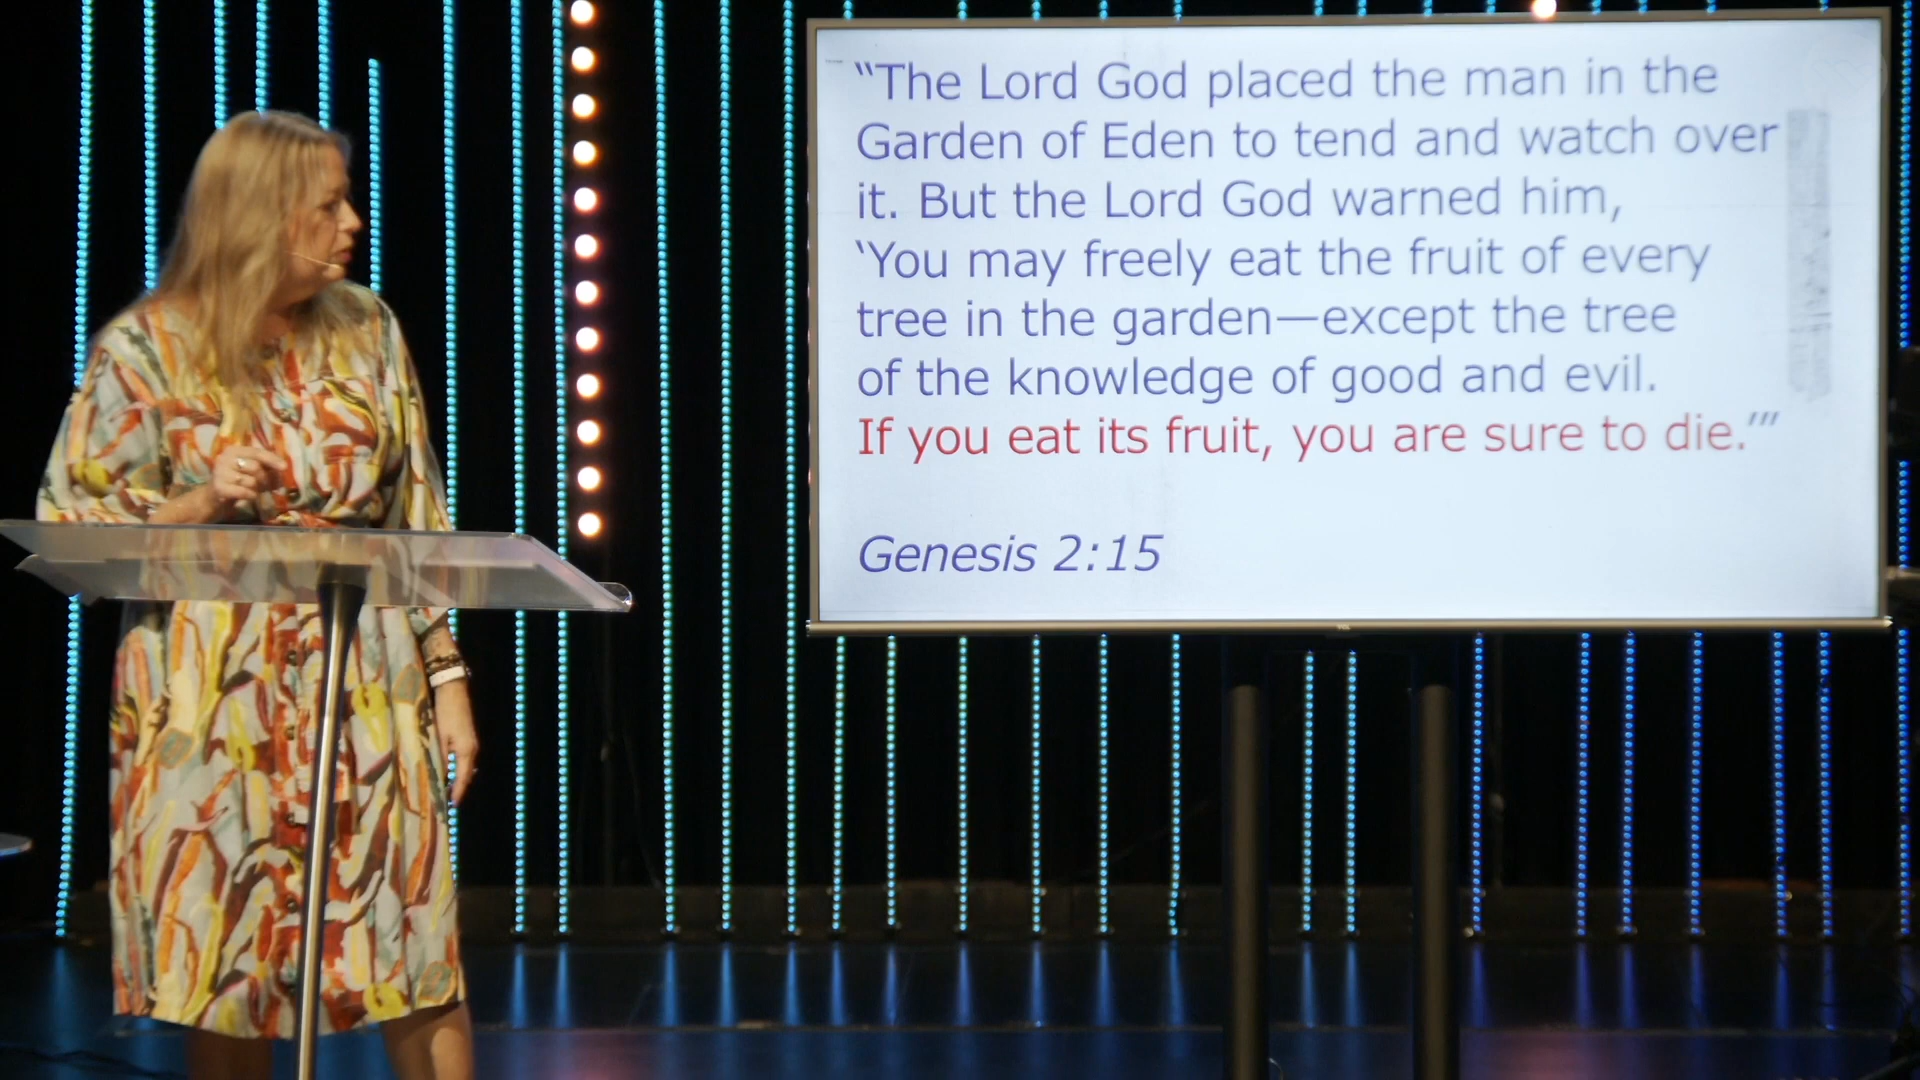 “The Lord God placed the man in the
Garden of Eden to tend and watch over
it. But the Lord God warned him,
‘You may freely eat the fruit of every
tree in the garden—except the tree
of the knowledge of good and evil.
If you eat its fruit, you are sure to die.’”
Genesis 2:15
TCL